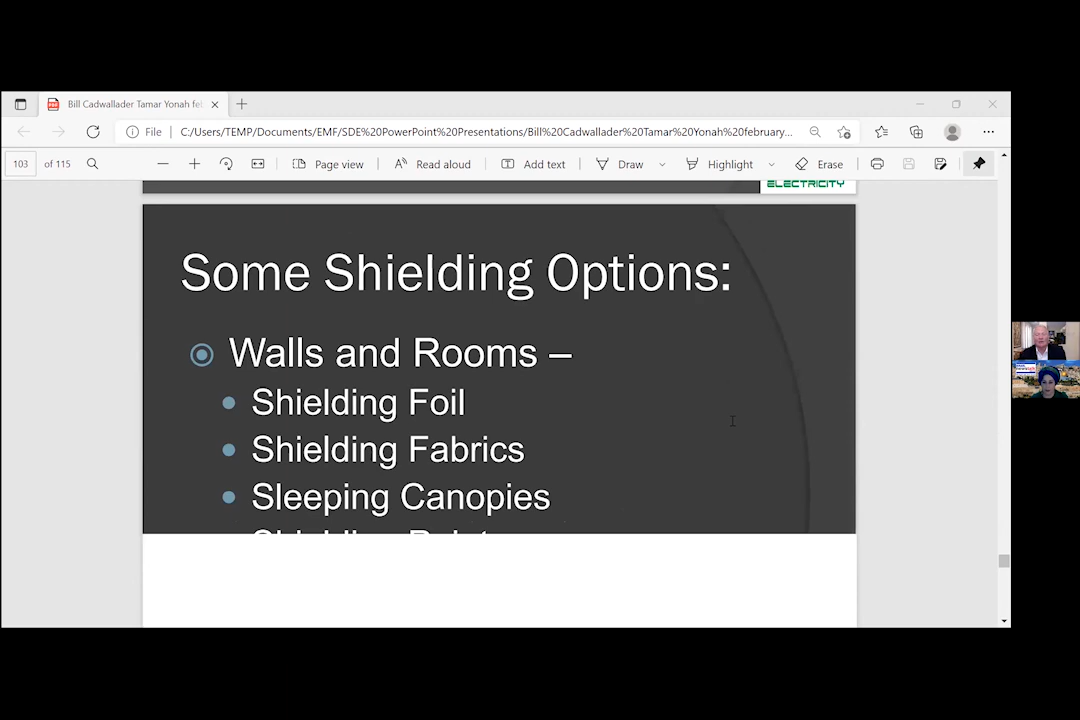 Bill Cadwallader Tamar Yonah fe
File
C:/Users/TEMP/Documents/EMF/SDE%20PowerPoint%20Presentations/Bill%20Cadwallader%20Tamar%20Yonah%20february...
103 of 115
Page view
Read aloud
Add text
Draw
Highlight
Erase
ELECTRICITY
Some Shielding Options:
Walls and Rooms –
Shielding Foil
Shielding Fabrics
Sleeping Canopies